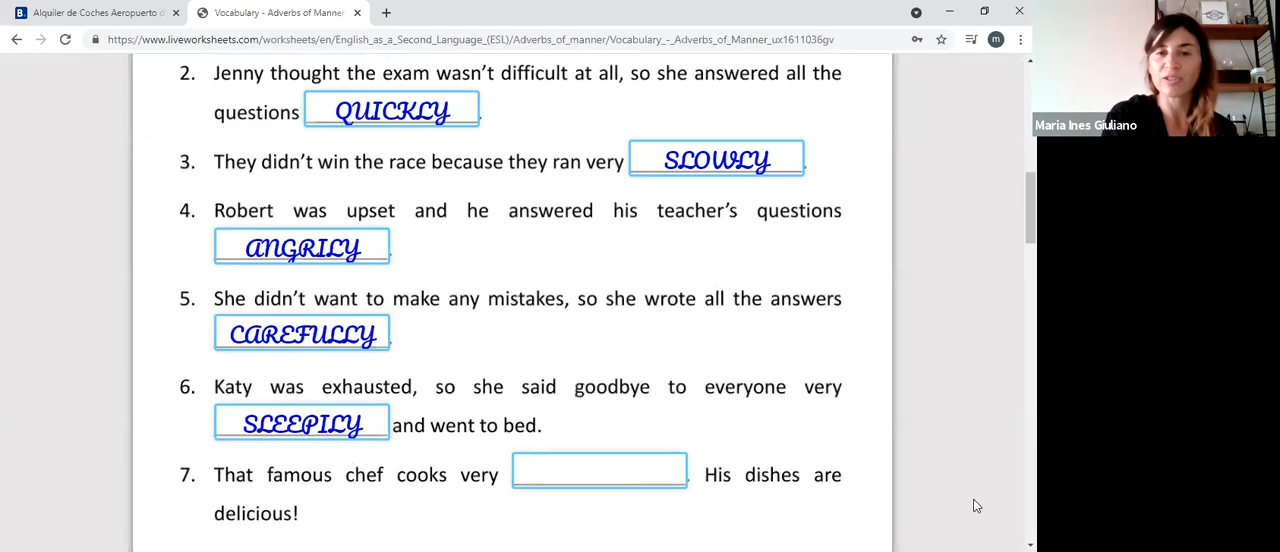 Alquiler de Coches Aeropuerto d
Vocabulary - Adverbs of Manner
https://www.liveworksheets.com/worksheets/en/English_as_a_Second_Language_(ESL)/Adverbs_of_manner/Vocabulary_-_Adverbs_of_Manner_ux1611036gv
Maria Ines Giuliano
2. Jenny thought the exam wasn't difficult at all, so she answered all the
questions QUICKLY.
3. They didn't win the race because they ran very SLOWLY.
4. Robert was upset and he answered his teacher's questions
ANGRILY.
5. She didn't want to make any mistakes, so she wrote all the answers
CAREFULLY.
6. Katy was exhausted, so she said goodbye to everyone very
SLEEPILY and went to bed.
7. That famous chef cooks very . His dishes are
delicious!